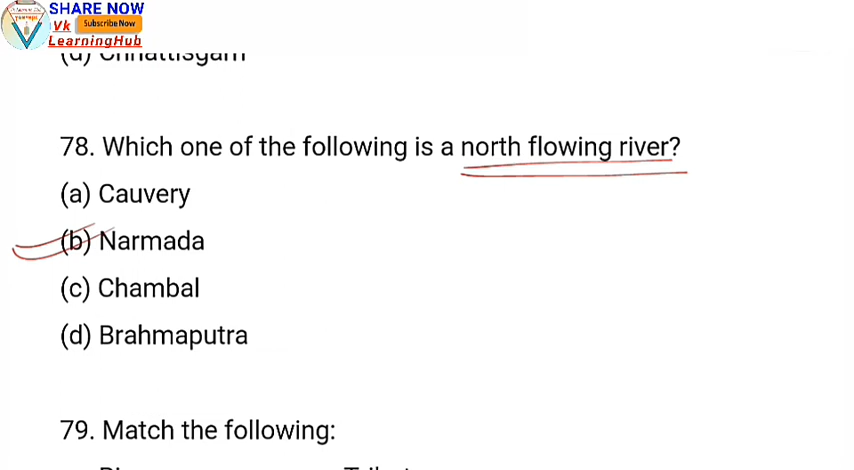 SHARE NOW
Vk Subscribe Now
LearningHub
(d) Chhattisgarh
78. Which one of the following is a north flowing river?
(a) Cauvery
(b) Narmada
(c) Chambal
(d) Brahmaputra
79. Match the following: